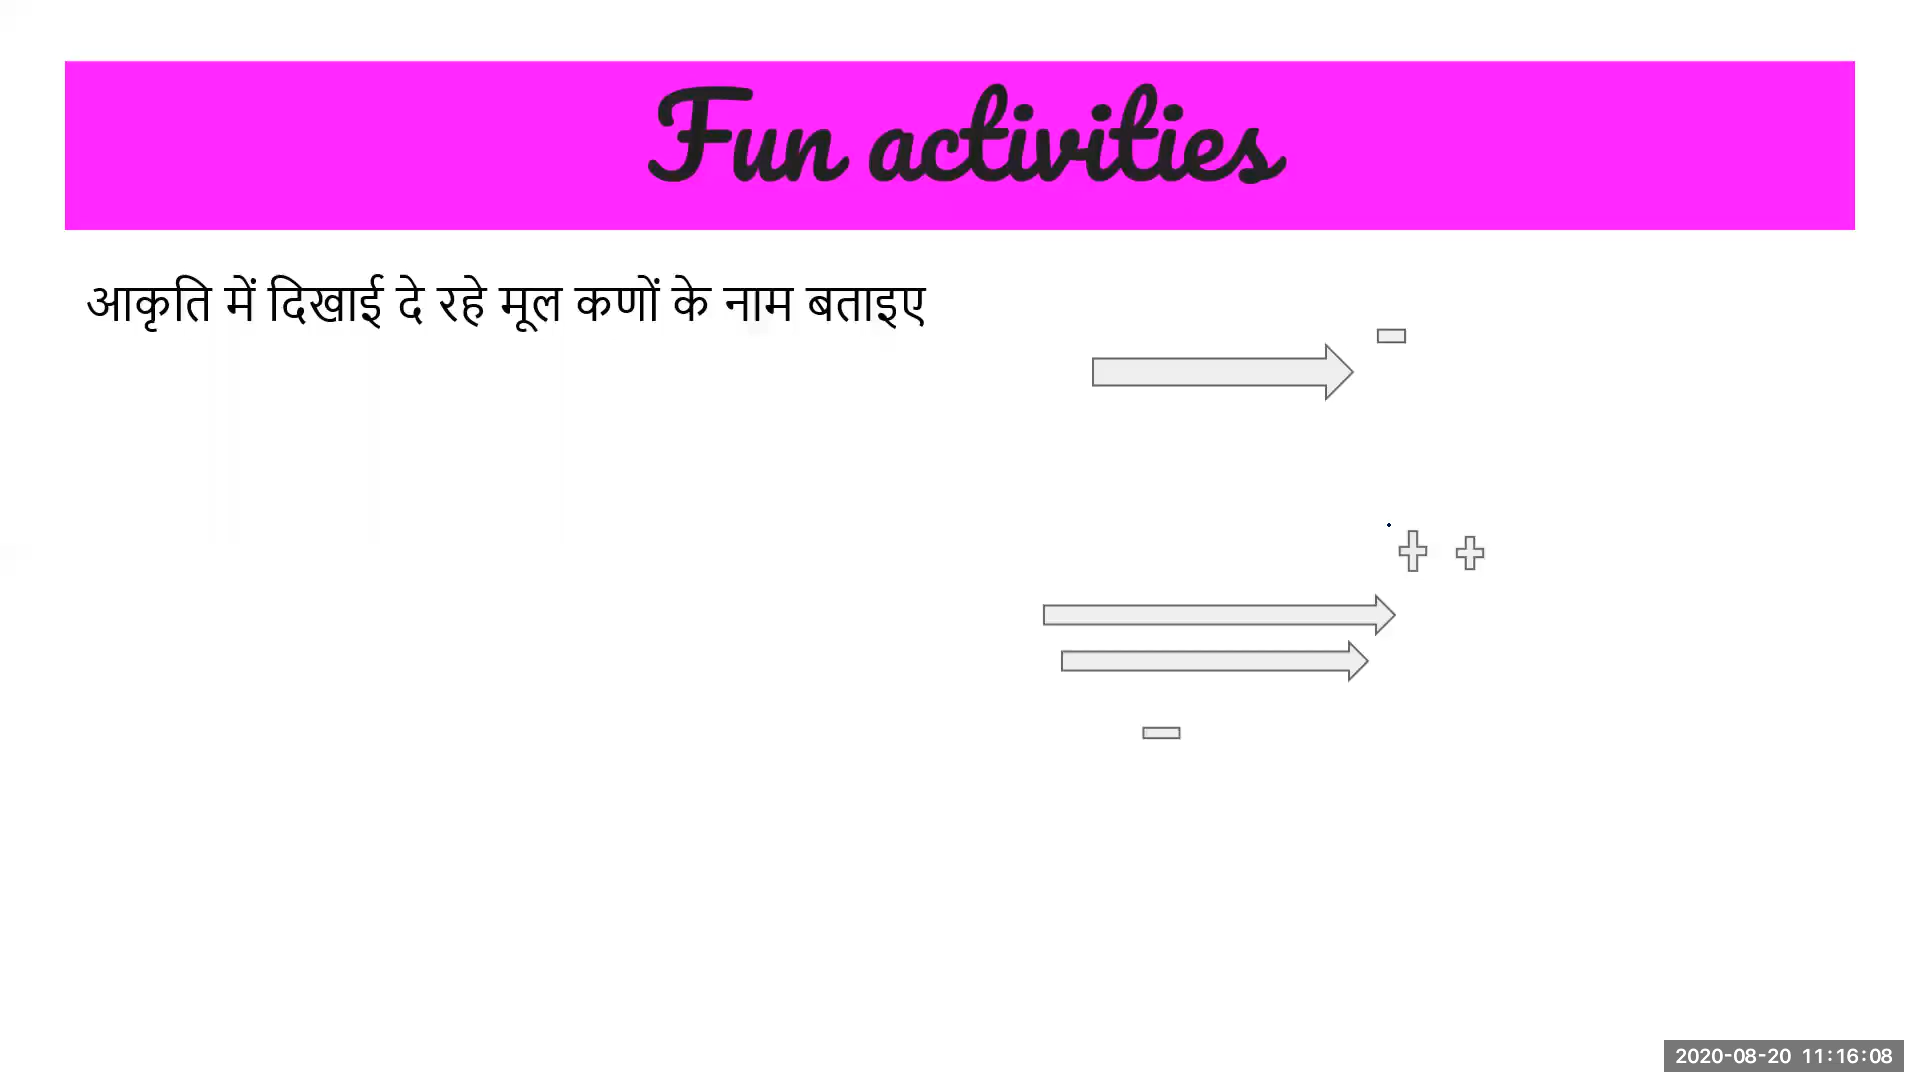 Fun activities
आकृति में दिखाई दे रहे मूल कणों के नाम बताइए
2020-08-20 11:16:08